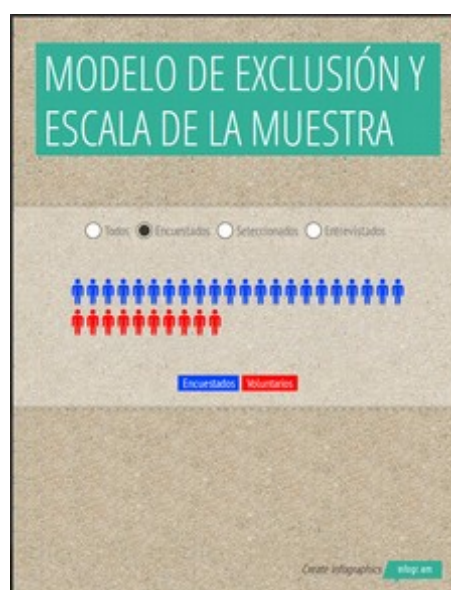 MODELO DE EXCLUSIÓN Y
ESCALA DE LA MUESTRA
Todos Encuestados Seleccionados Entrevistados
Encuestados Voluntarios
Create infographics infogr.am